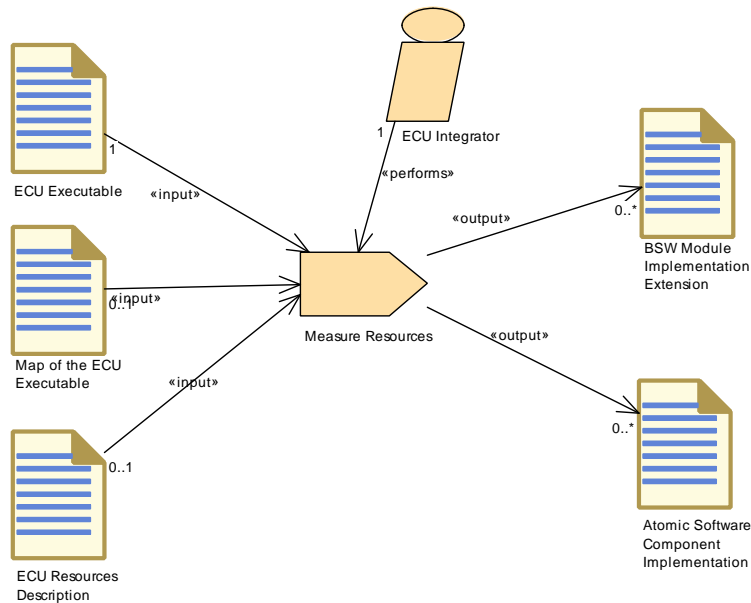 1
ECU Integrator
«performs»
1
ECU Executable
«input»
0..1
«input»
Map of the ECU
Executable
«input»
0..1
ECU Resources
Description
Measure Resources
«output»
0..*
BSW Module
Implementation
Extension
«output»
0..*
Atomic Software
Component
Implementation